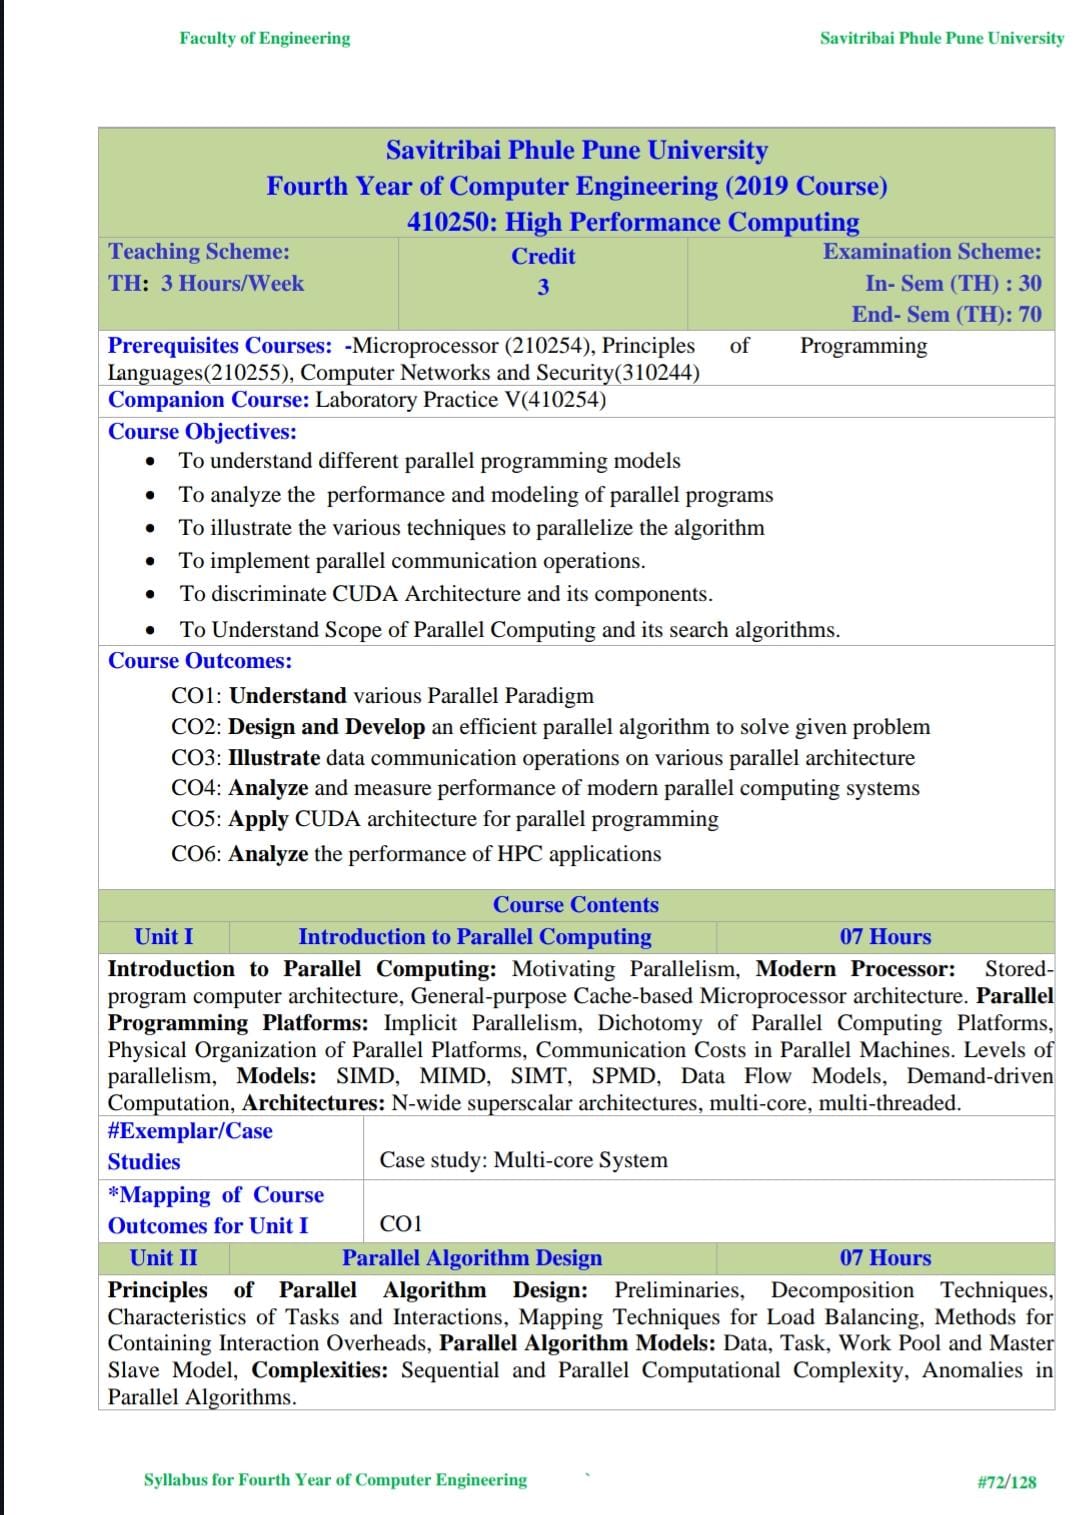 Faculty of Engineering Savitribai Phule Pune University
Savitribai Phule Pune University
Fourth Year of Computer Engineering (2019 Course)
410250: High Performance Computing
Teaching Scheme:
TH: 3 Hours/Week
Credit
3
Examination Scheme:
In- Sem (TH) : 30
End- Sem (TH): 70
Prerequisites Courses: -Microprocessor (210254), Principles of Programming
Languages(210255), Computer Networks and Security(310244)
Companion Course: Laboratory Practice V(410254)
Course Objectives:
• To understand different parallel programming models
• To analyze the performance and modeling of parallel programs
• To illustrate the various techniques to parallelize the algorithm
• To implement parallel communication operations.
• To discriminate CUDA Architecture and its components.
• To Understand Scope of Parallel Computing and its search algorithms.
Course Outcomes:
CO1: Understand various Parallel Paradigm
CO2: Design and Develop an efficient parallel algorithm to solve given problem
CO3: Illustrate data communication operations on various parallel architecture
CO4: Analyze and measure performance of modern parallel computing systems
CO5: Apply CUDA architecture for parallel programming
CO6: Analyze the performance of HPC applications
Course Contents
Unit I Introduction to Parallel Computing 07 Hours
Introduction to Parallel Computing: Motivating Parallelism, Modern Processor: Stored-
program computer architecture, General-purpose Cache-based Microprocessor architecture. Parallel
Programming Platforms: Implicit Parallelism, Dichotomy of Parallel Computing Platforms,
Physical Organization of Parallel Platforms, Communication Costs in Parallel Machines. Levels of
parallelism, Models: SIMD, MIMD, SIMT, SPMD, Data Flow Models, Demand-driven
Computation, Architectures: N-wide superscalar architectures, multi-core, multi-threaded.
#Exemplar/Case
Studies
Case study: Multi-core System
*Mapping of Course
Outcomes for Unit I
CO1
Unit II Parallel Algorithm Design 07 Hours
Principles of Parallel Algorithm Design: Preliminaries, Decomposition Techniques,
Characteristics of Tasks and Interactions, Mapping Techniques for Load Balancing, Methods for
Containing Interaction Overheads, Parallel Algorithm Models: Data, Task, Work Pool and Master
Slave Model, Complexities: Sequential and Parallel Computational Complexity, Anomalies in
Parallel Algorithms.
Syllabus for Fourth Year of Computer Engineering ` #72/128